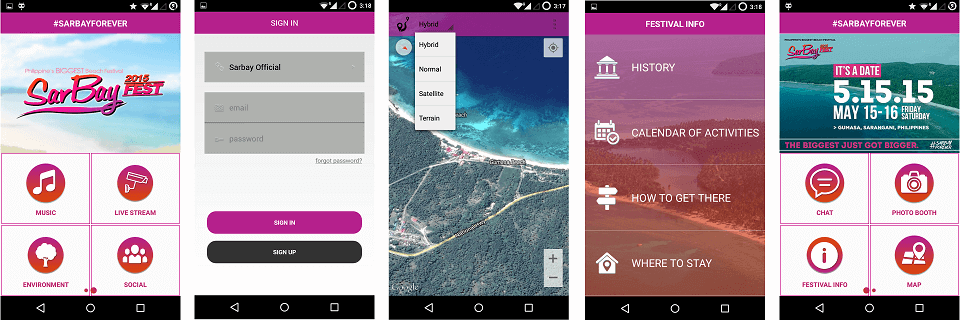 #SARBAYFOREVER
Philippine's BIGGEST Beach Festival
SarBay
2015
FEST
MUSIC
LIVE STREAM
ENVIRONMENT
SOCIAL
3:18
SIGN IN
Sarbay Official
email
password
forgot password?
SIGN IN
SIGN UP
3:17
Hybrid
Hybrid
Normal
Satellite
Terrain
Gumasa Beach
Google
3:18
FESTIVAL INFO
HISTORY
CALENDAR OF ACTIVITIES
HOW TO GET THERE
WHERE TO STAY
3:18
#SARBAYFOREVER
PHILIPPINE'S BIGGEST BEACH FESTIVAL
SarBay
FEST
IT'S A DATE
5.15.15
MAY 15-16 FRIDAY SATURDAY
> GUMASA, SARANGANI, PHILIPPINES
THE BIGGEST JUST GOT BIGGER.
CHAT
PHOTO BOOTH
FESTIVAL INFO
MAP